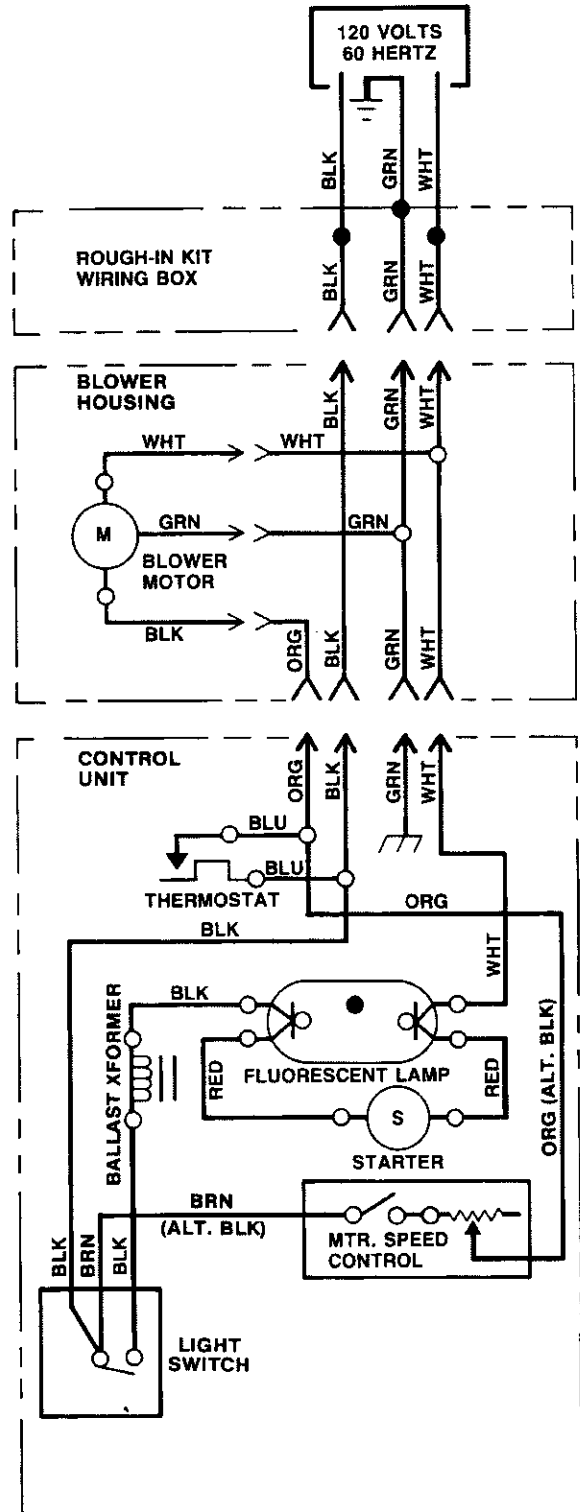 120 VOLTS
60 HERTZ
BLK
GRN
WHT
ROUGH-IN KIT
WIRING BOX
BLK
GRN
WHT
BLOWER
HOUSING
BLK
GRN
WHT
WHT
WHT
M
GRN
GRN
BLOWER
MOTOR
BLK
ORG
BLK
GRN
WHT
CONTROL
UNIT
ORG
BLK
GRN
WHT
BLU
BLU
THERMOSTAT
ORG
BLK
WHT
BLK
BALLAST XFORMER
RED
FLUORESCENT LAMP
RED
ORG (ALT. BLK)
S
STARTER
BRN
(ALT. BLK)
MTR. SPEED
CONTROL
BLK
BRN
BLK
LIGHT
SWITCH